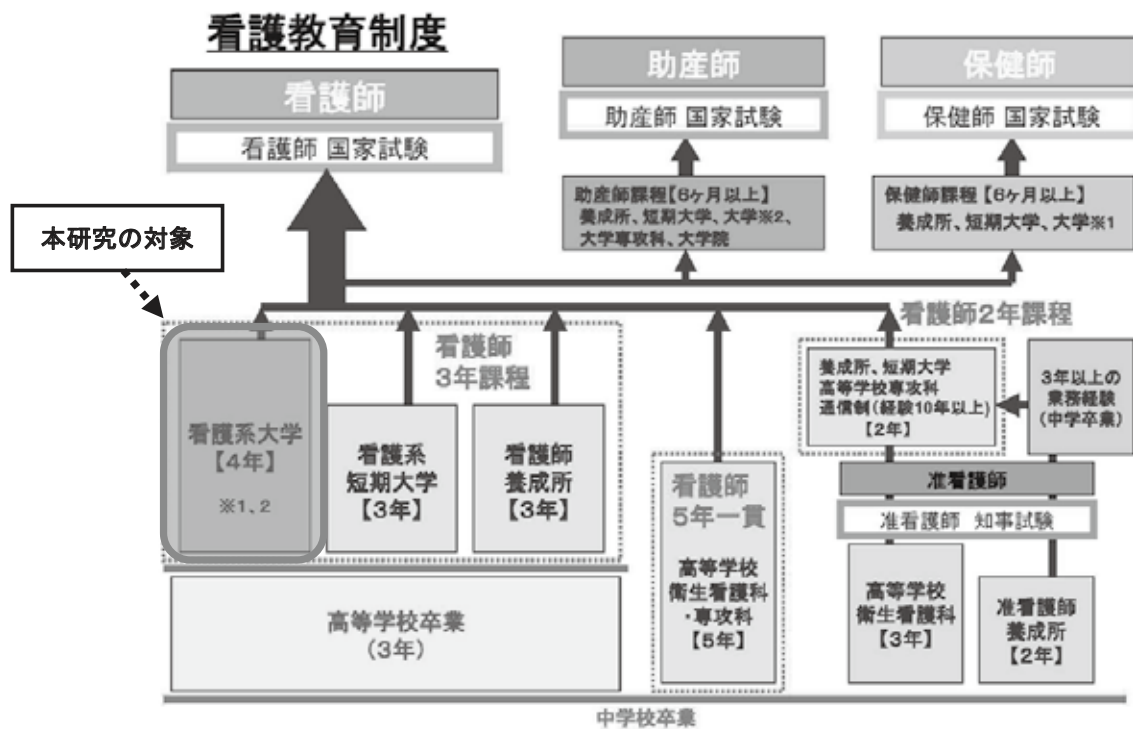 看護教育制度
看護師
看護師 国家試験
助産師
助産師 国家試験
保健師
保健師 国家試験
助産師課程【6ヶ月以上】
養成所、短期大学、大学※2、
大学専攻科、大学院
保健師課程【6ヶ月以上】
養成所、短期大学、大学※1
本研究の対象
看護師
3年課程
看護系大学
【4年】
※1、2
看護系
短期大学
【3年】
看護師
養成所
【3年】
高等学校卒業
(3年)
看護師
5年一貫
高等学校
衛生看護科
・専攻科
【5年】
看護師2年課程
養成所、短期大学
高等学校専攻科
通信制(経験10年以上)
【2年】
3年以上の
業務経験
(中学卒業)
准看護師
准看護師 知事試験
高等学校
衛生看護科
【3年】
准看護師
養成所
【2年】
中学校卒業